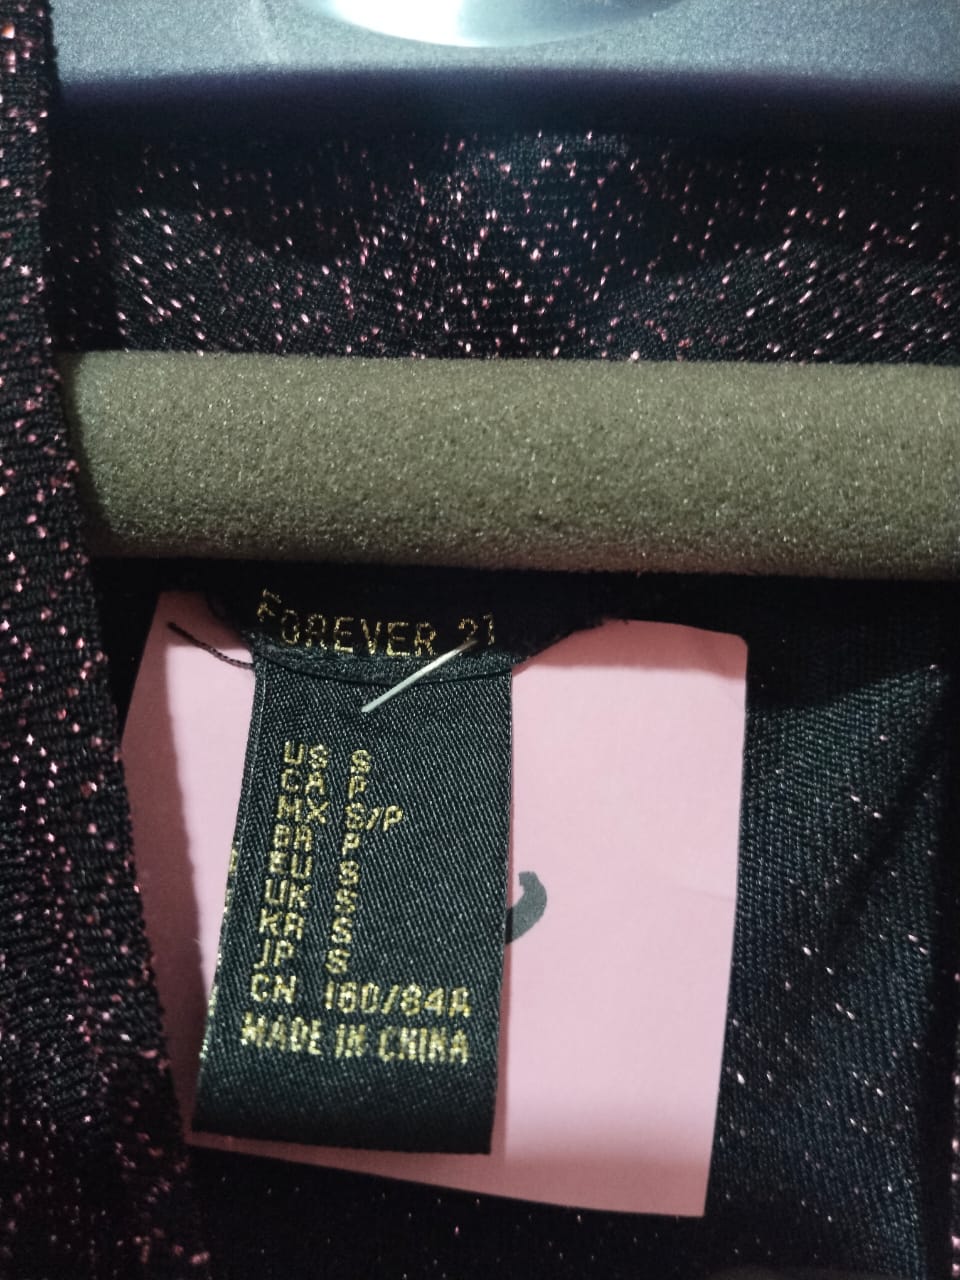 FOREVER 21
US S
CA P
MX S/P
BR P
EU S
UK S
KR S
JP S
CN 160/84A
MADE IN CHINA